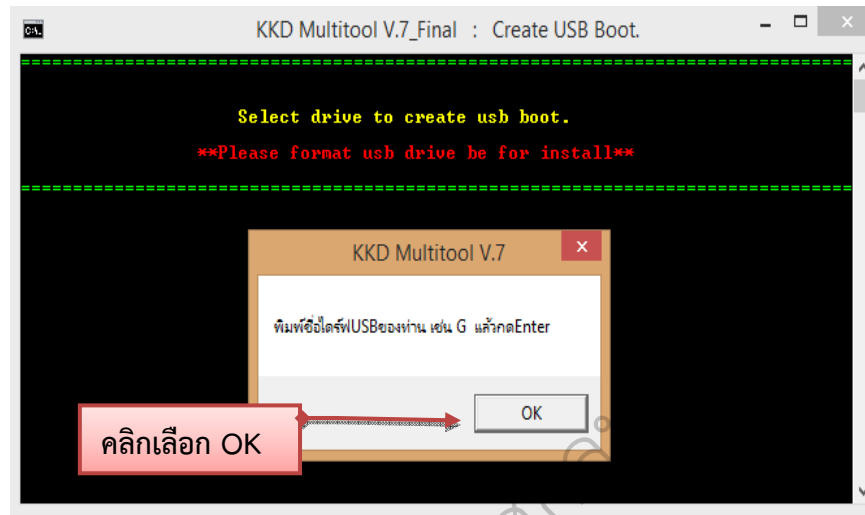 KKD Multitool V.7_Final : Create USB Boot.
Select drive to create usb boot.
**Please format usb drive be for install**
KKD Multitool V.7
พิมพ์ชื่อไดร์ฟUSBของท่าน เช่น G แล้วกดEnter
OK
คลิกเลือก OK